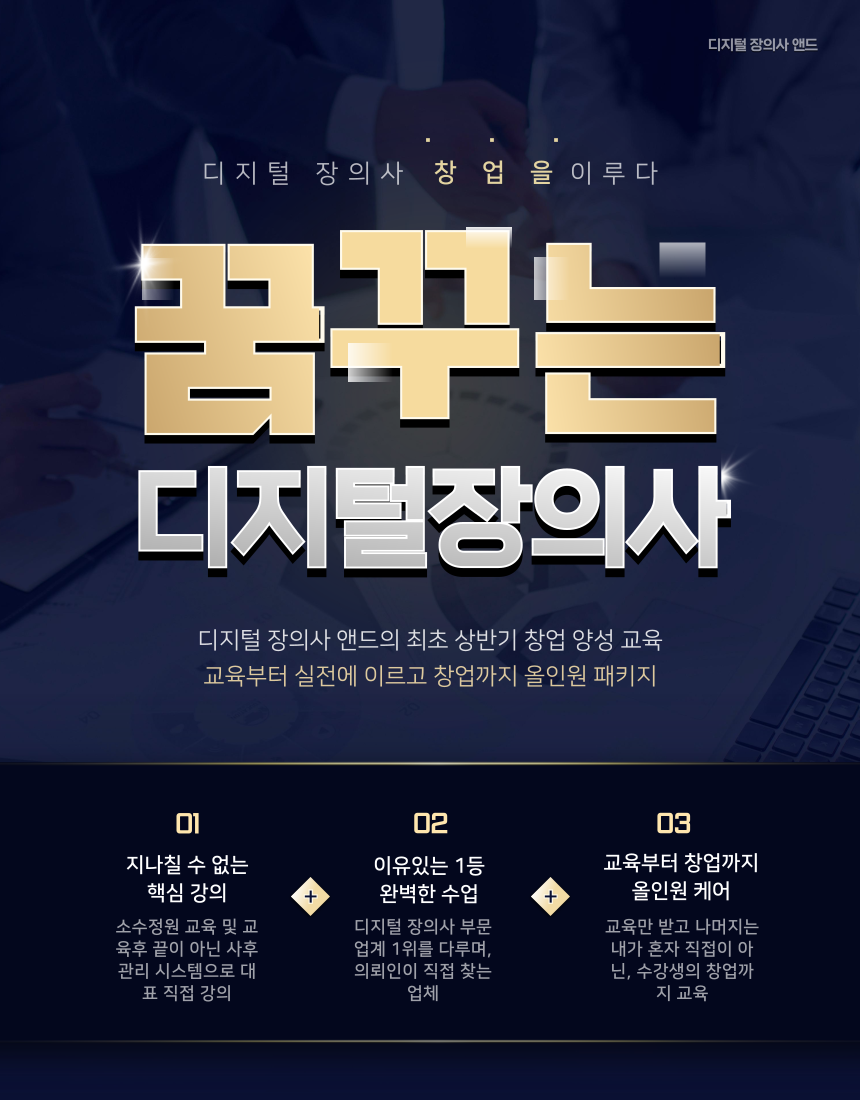 디지털 장의사 앤드
디지털 장의사 창업을 이루다
꿈꾸는
디지털장의사
디지털 장의사 앤드의 최초 상반기 창업 양성 교육
교육부터 실전에 이르고 창업까지 올인원 패키지
01
지나칠 수 없는
핵심 강의
소수정원 교육 및 교
육후 끝이 아닌 사후
관리 시스템으로 대
표 직접 강의
+
02
이유있는 1등
완벽한 수업
디지털 장의사 부문
업계 1위를 다루며,
의뢰인이 직접 찾는
업체
+
03
교육부터 창업까지
올인원 케어
교육만 받고 나머지는
내가 혼자 직접이 아
닌, 수강생의 창업까
지 교육